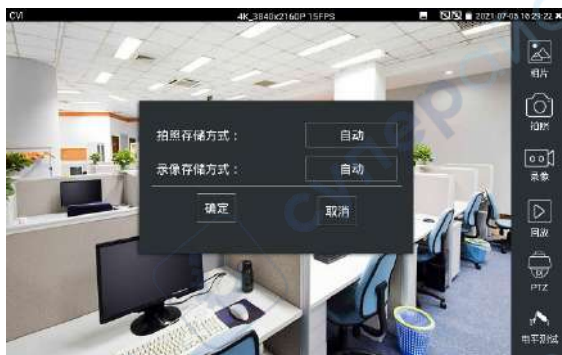 CVI 4K_3840x2160P 15FPS 2021-07-05 16:29:22
拍照存储方式： 自动
录像存储方式： 自动
确定 取消
相片
拍照
录像
回放
PTZ
电平测试